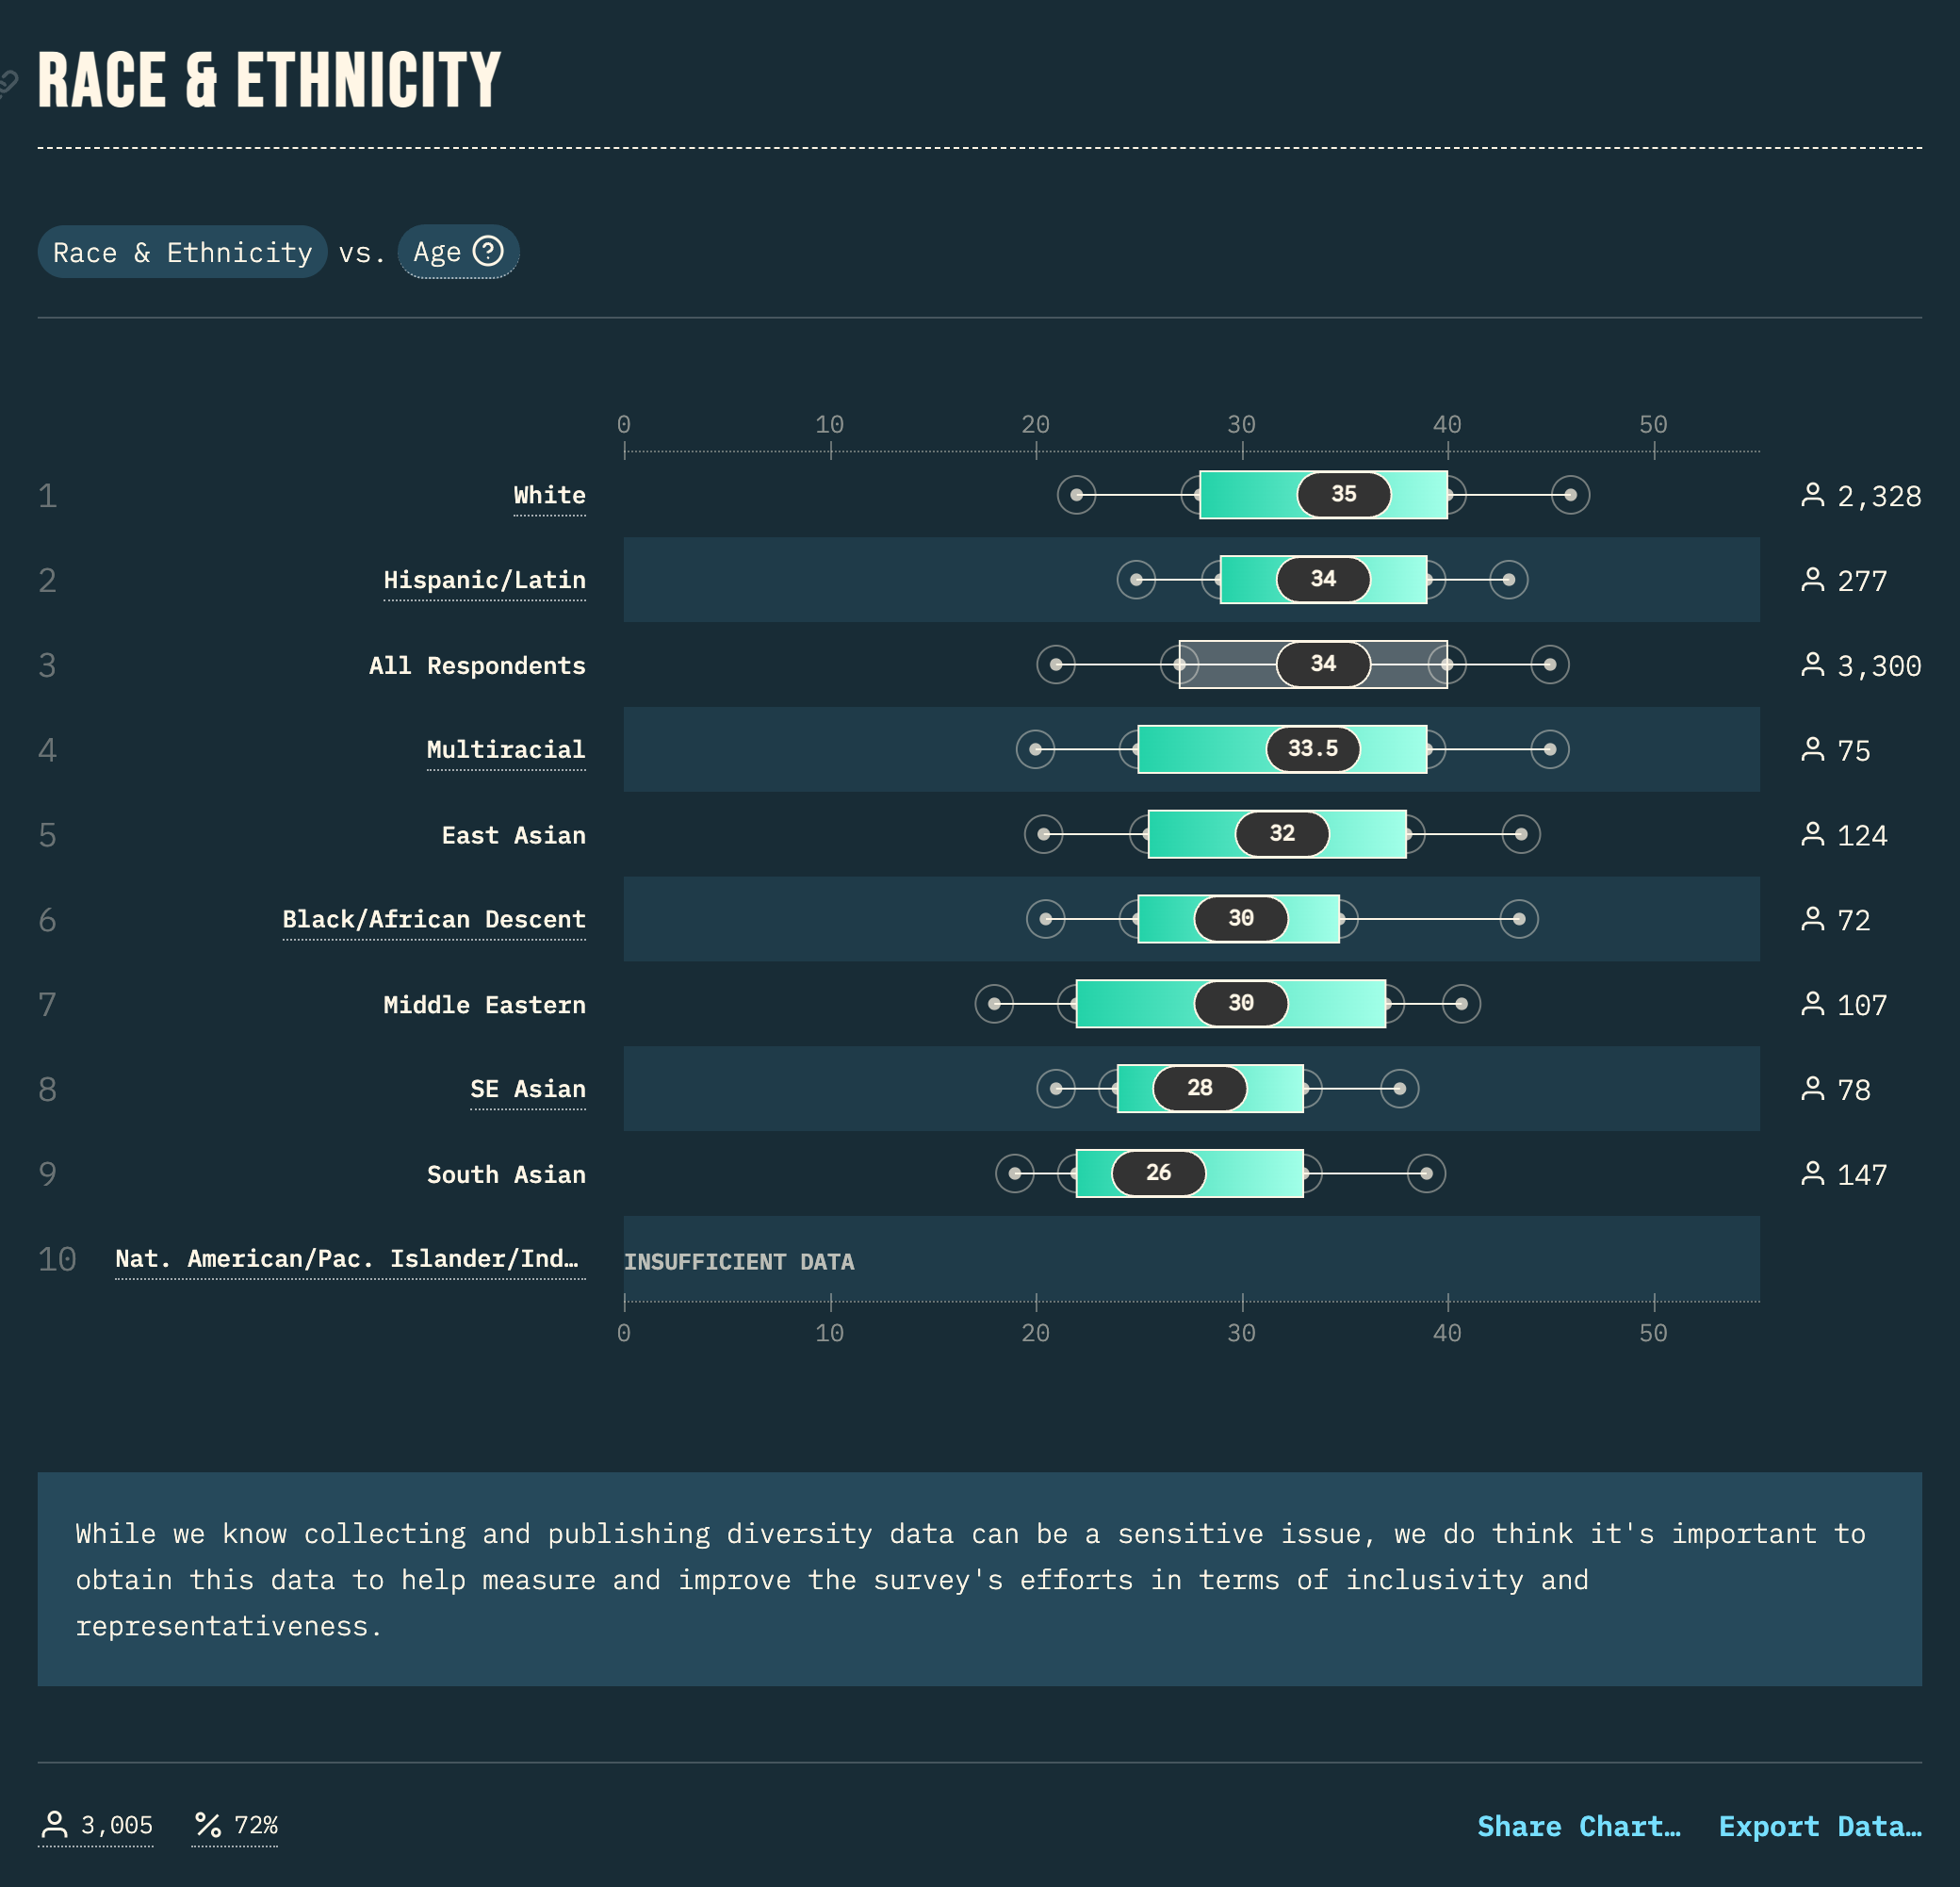 RACE & ETHNICITY
Race & Ethnicity vs. Age ?
0 10 20 30 40 50
1 White 35 2,328
2 Hispanic/Latin 34 277
3 All Respondents 34 3,300
4 Multiracial 33.5 75
5 East Asian 32 124
6 Black/African Descent 30 72
7 Middle Eastern 30 107
8 SE Asian 28 78
9 South Asian 26 147
10 Nat. American/Pac. Islander/Ind… INSUFFICIENT DATA
0 10 20 30 40 50
While we know collecting and publishing diversity data can be a sensitive issue, we do think it's important to
obtain this data to help measure and improve the survey's efforts in terms of inclusivity and
representativeness.
3,005 % 72% Share Chart… Export Data…